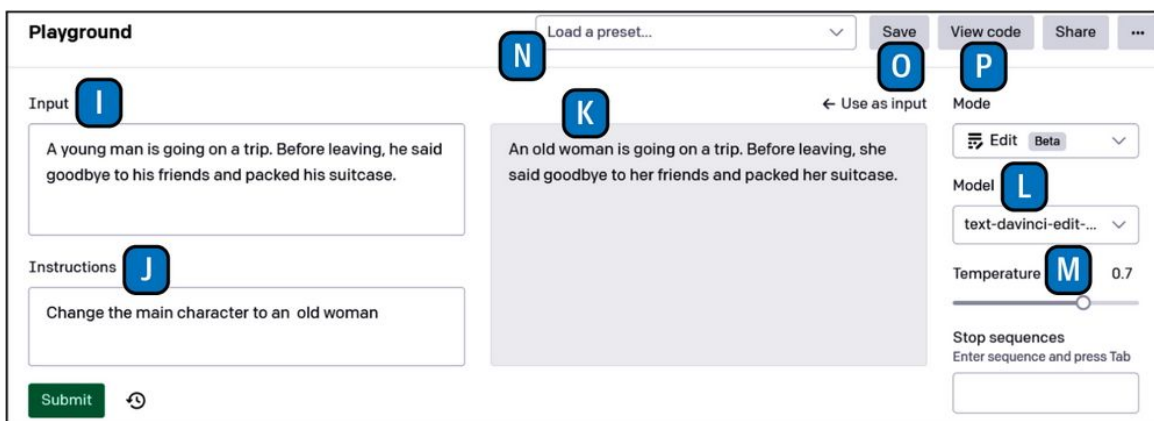 Playground
Load a preset...
Save
View code
Share
...
N
O
P
Input
I
K
← Use as input
Mode
A young man is going on a trip. Before leaving, he said
goodbye to his friends and packed his suitcase.
An old woman is going on a trip. Before leaving, she
said goodbye to her friends and packed her suitcase.
Edit Beta
Model
L
text-davinci-edit-...
Instructions
J
Temperature
M
0.7
Change the main character to an old woman
Stop sequences
Enter sequence and press Tab
Submit